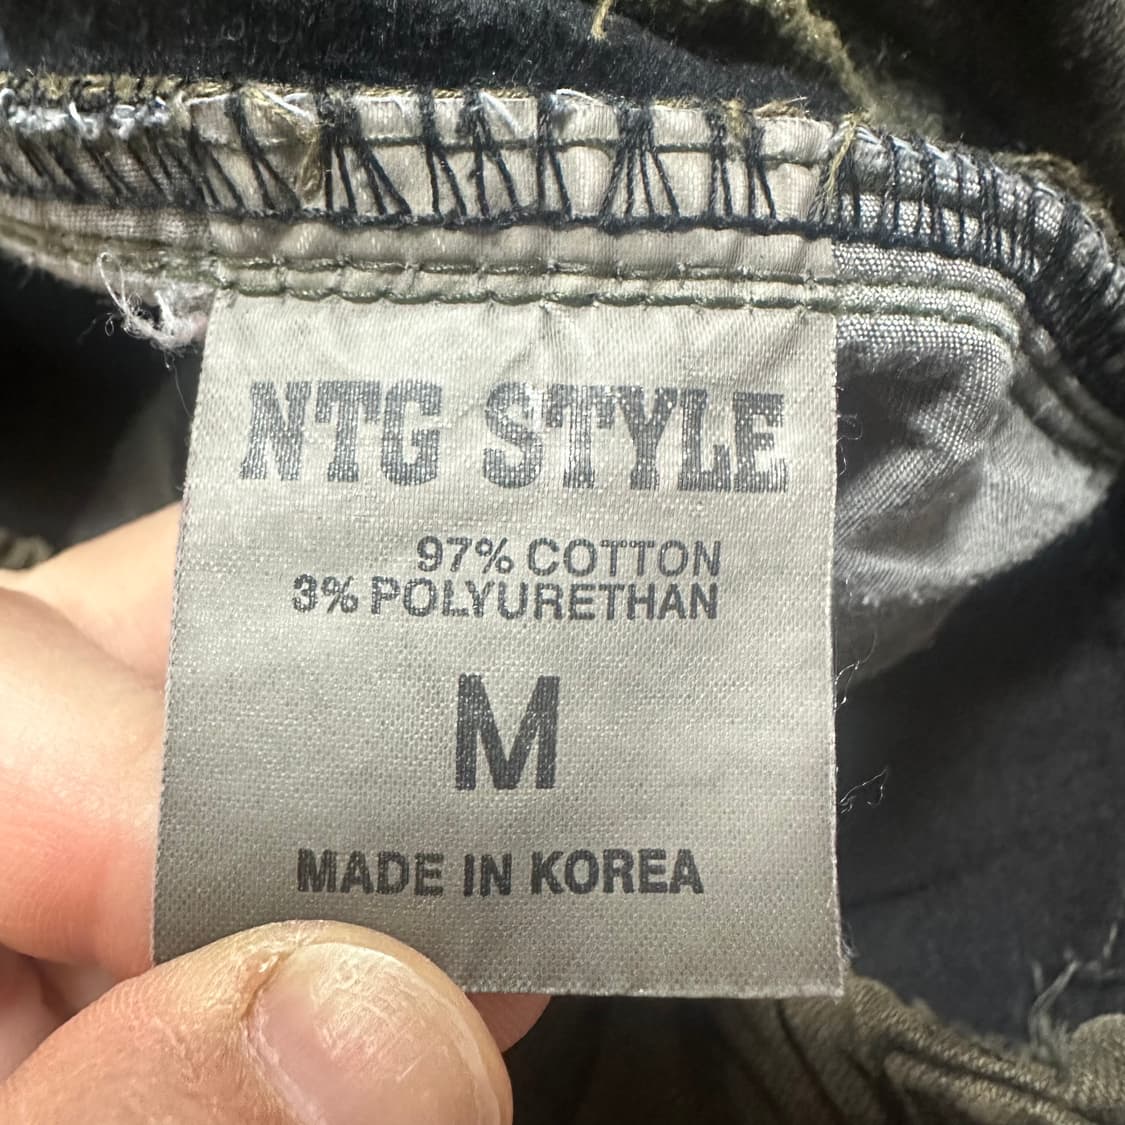 NTG STYLE
97% COTTON
3% POLYURETHAN
M
MADE IN KOREA